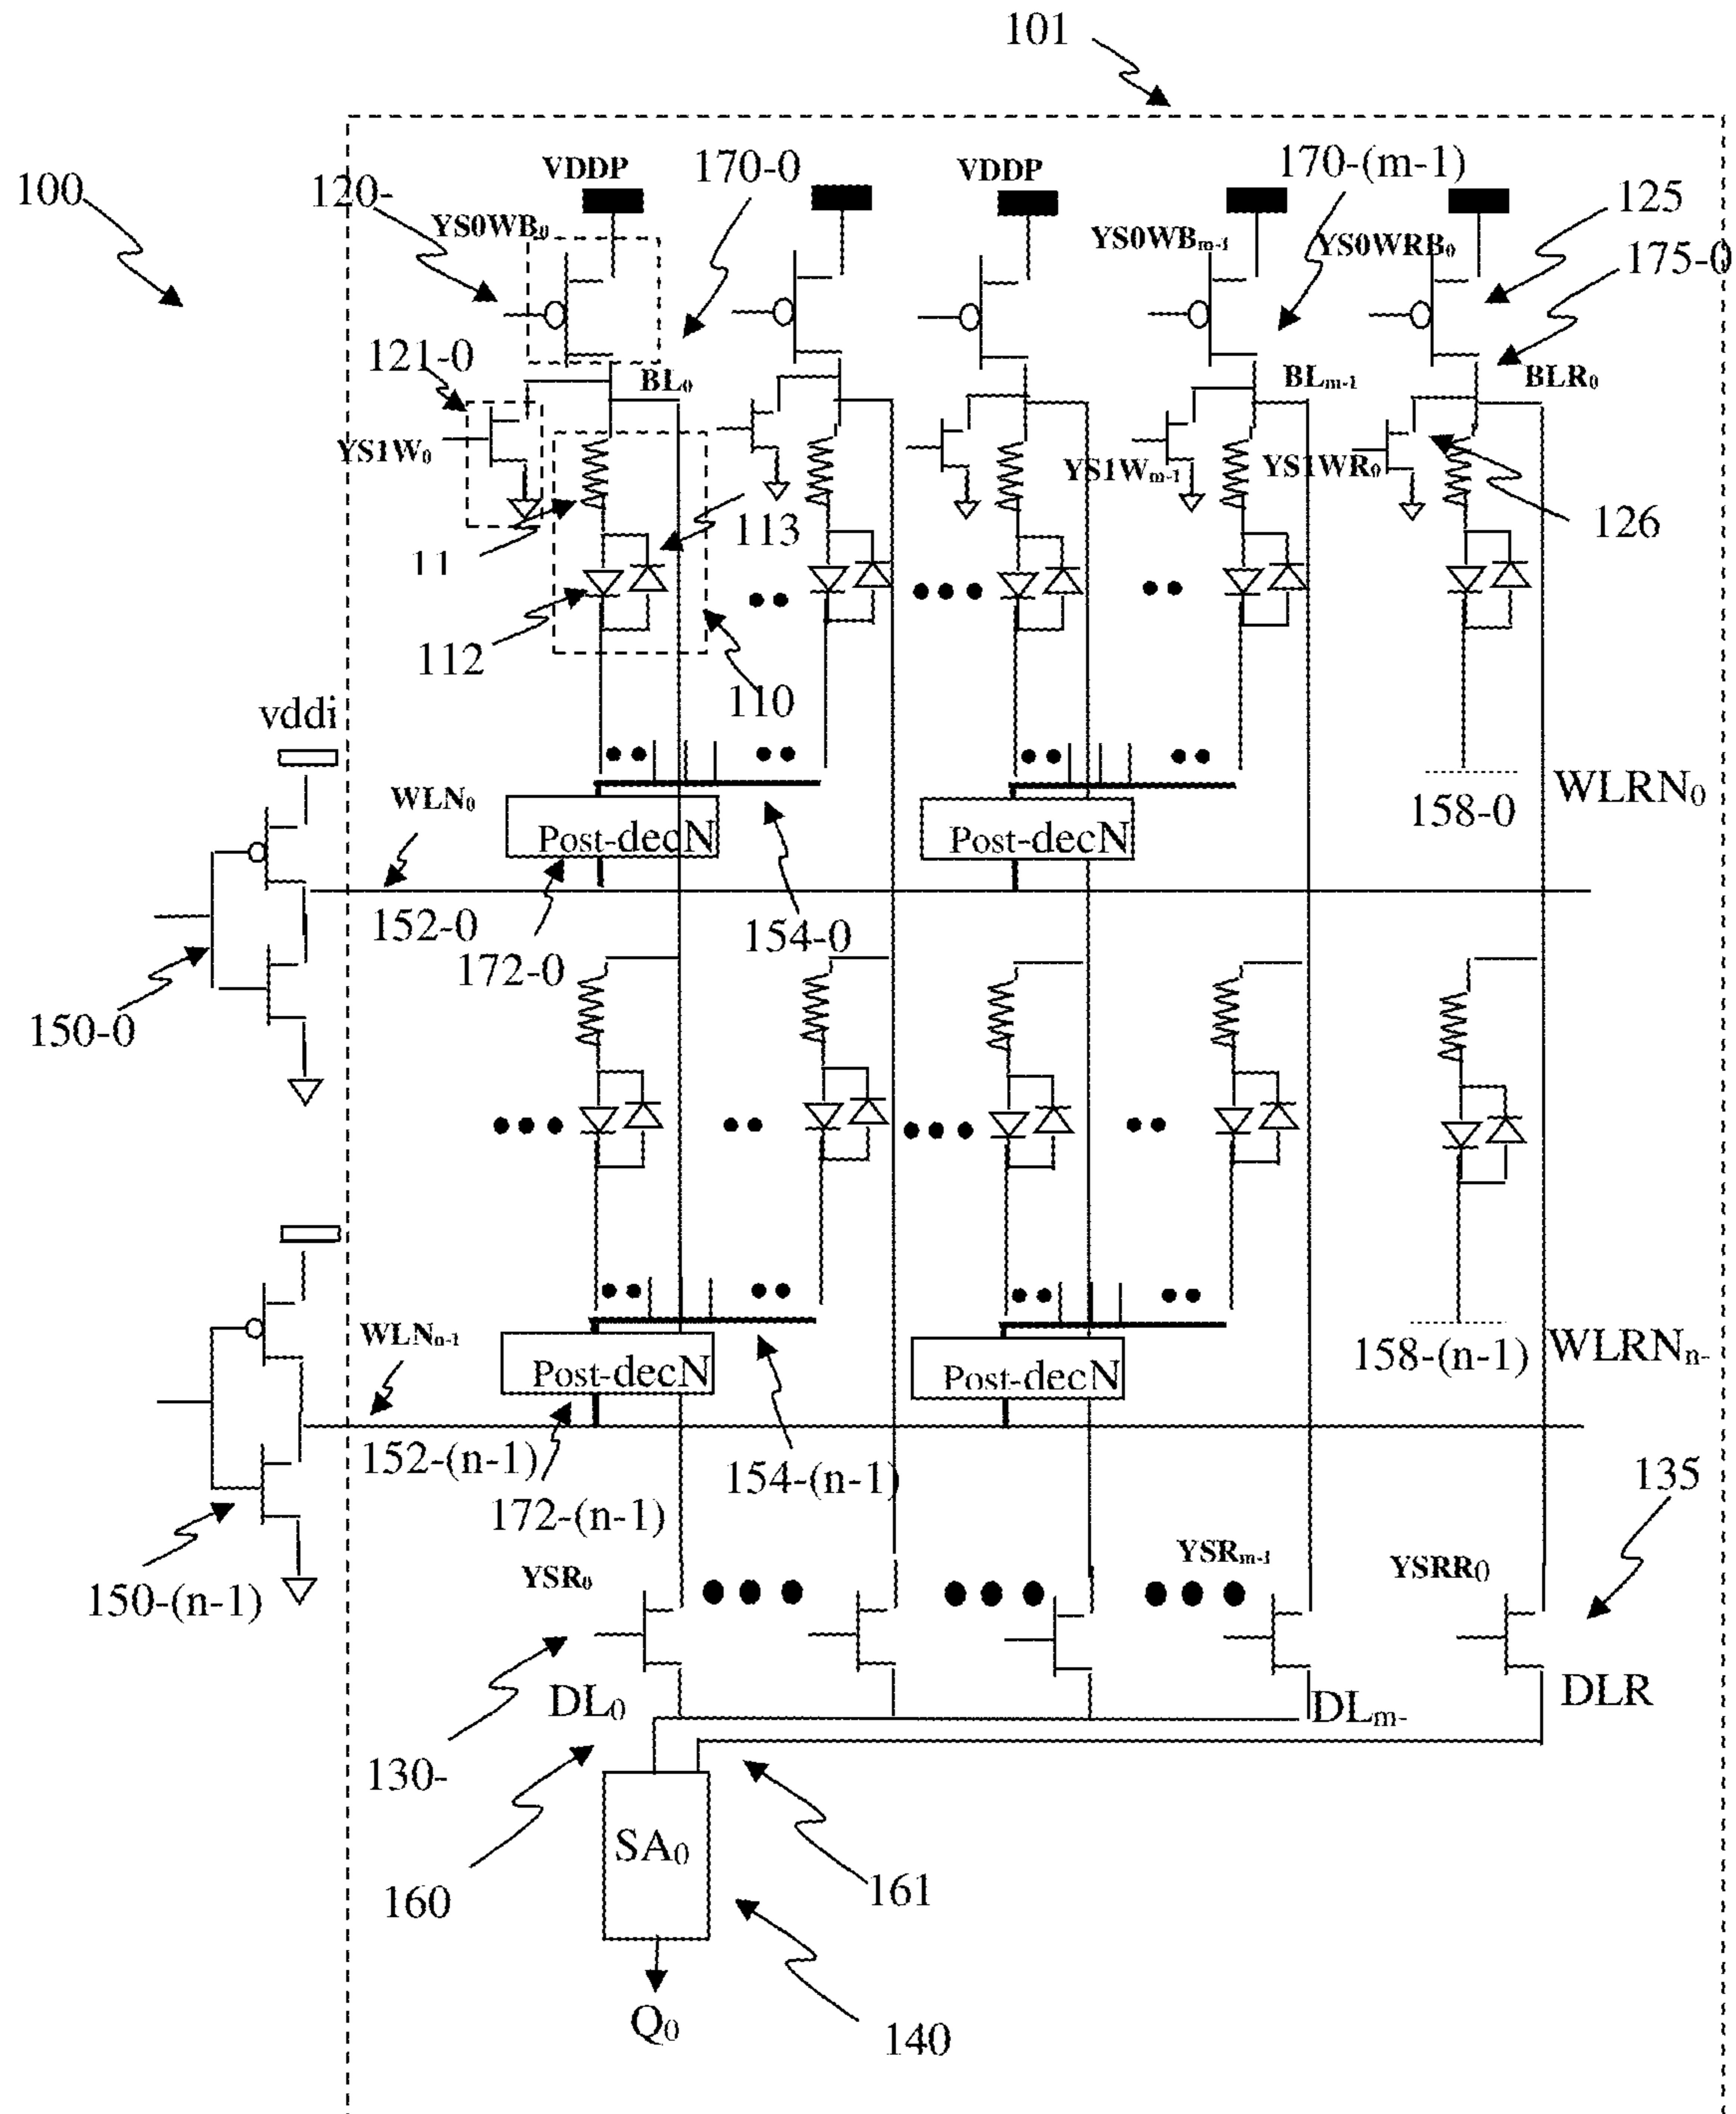 101
100
120-
VDDP
170-0
VDDP
170-(m-1)
125
YS0WB₀
YS0WBₘ₋₁
YS0WRB₀
175-0
121-0
BL₀
BLₘ₋₁
BLR₀
YS1W₀
YS1Wₘ₋₁
YS1WR₀
126
11
113
112
110
vddi
WLN₀
Post-decN
Post-decN
158-0
WLRN₀
152-0
172-0
154-0
150-0
WLNₙ₋₁
Post-decN
Post-decN
158-(n-1)
WLRNₙ₋
152-(n-1)
154-(n-1)
172-(n-1)
135
150-(n-1)
YSR₀
YSRₘ₋₁
YSRR₀
DL₀
DLₘ₋
DLR
130-
SA₀
160
161
Q₀
140